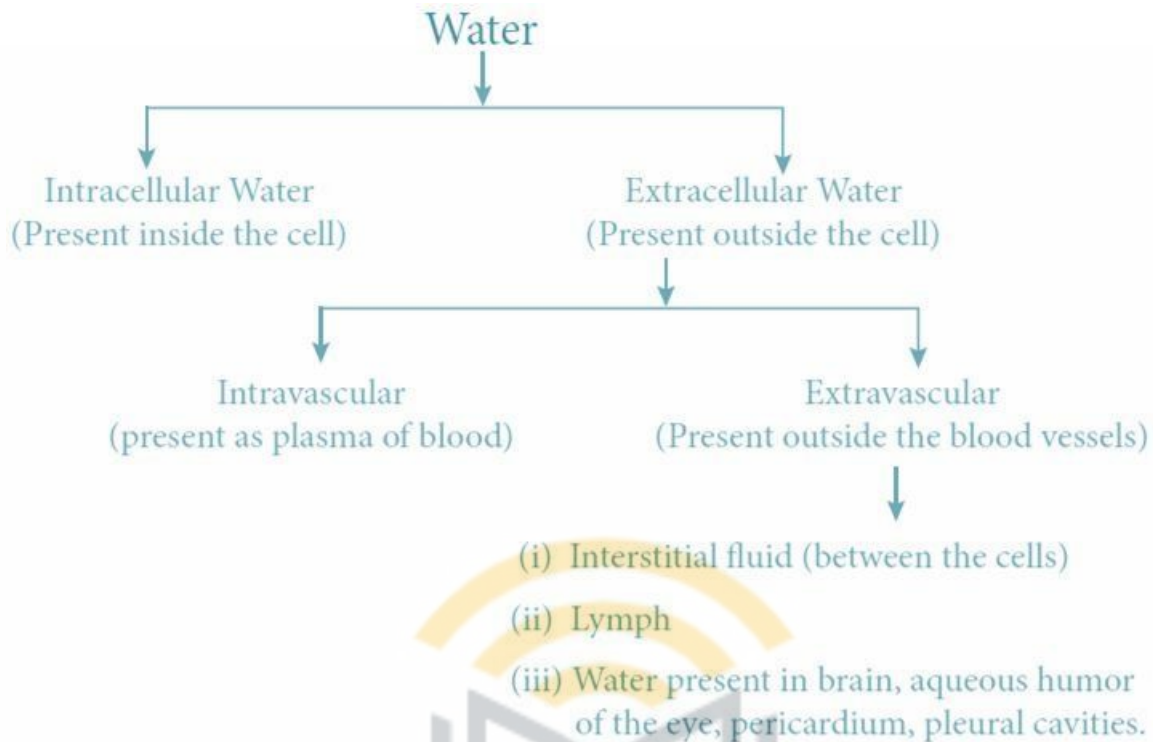 Water
Intracellular Water
(Present inside the cell)
Extracellular Water
(Present outside the cell)
Intravascular
(present as plasma of blood)
Extravascular
(Present outside the blood vessels)
(i) Interstitial fluid (between the cells)
(ii) Lymph
(iii) Water present in brain, aqueous humor
of the eye, pericardium, pleural cavities.